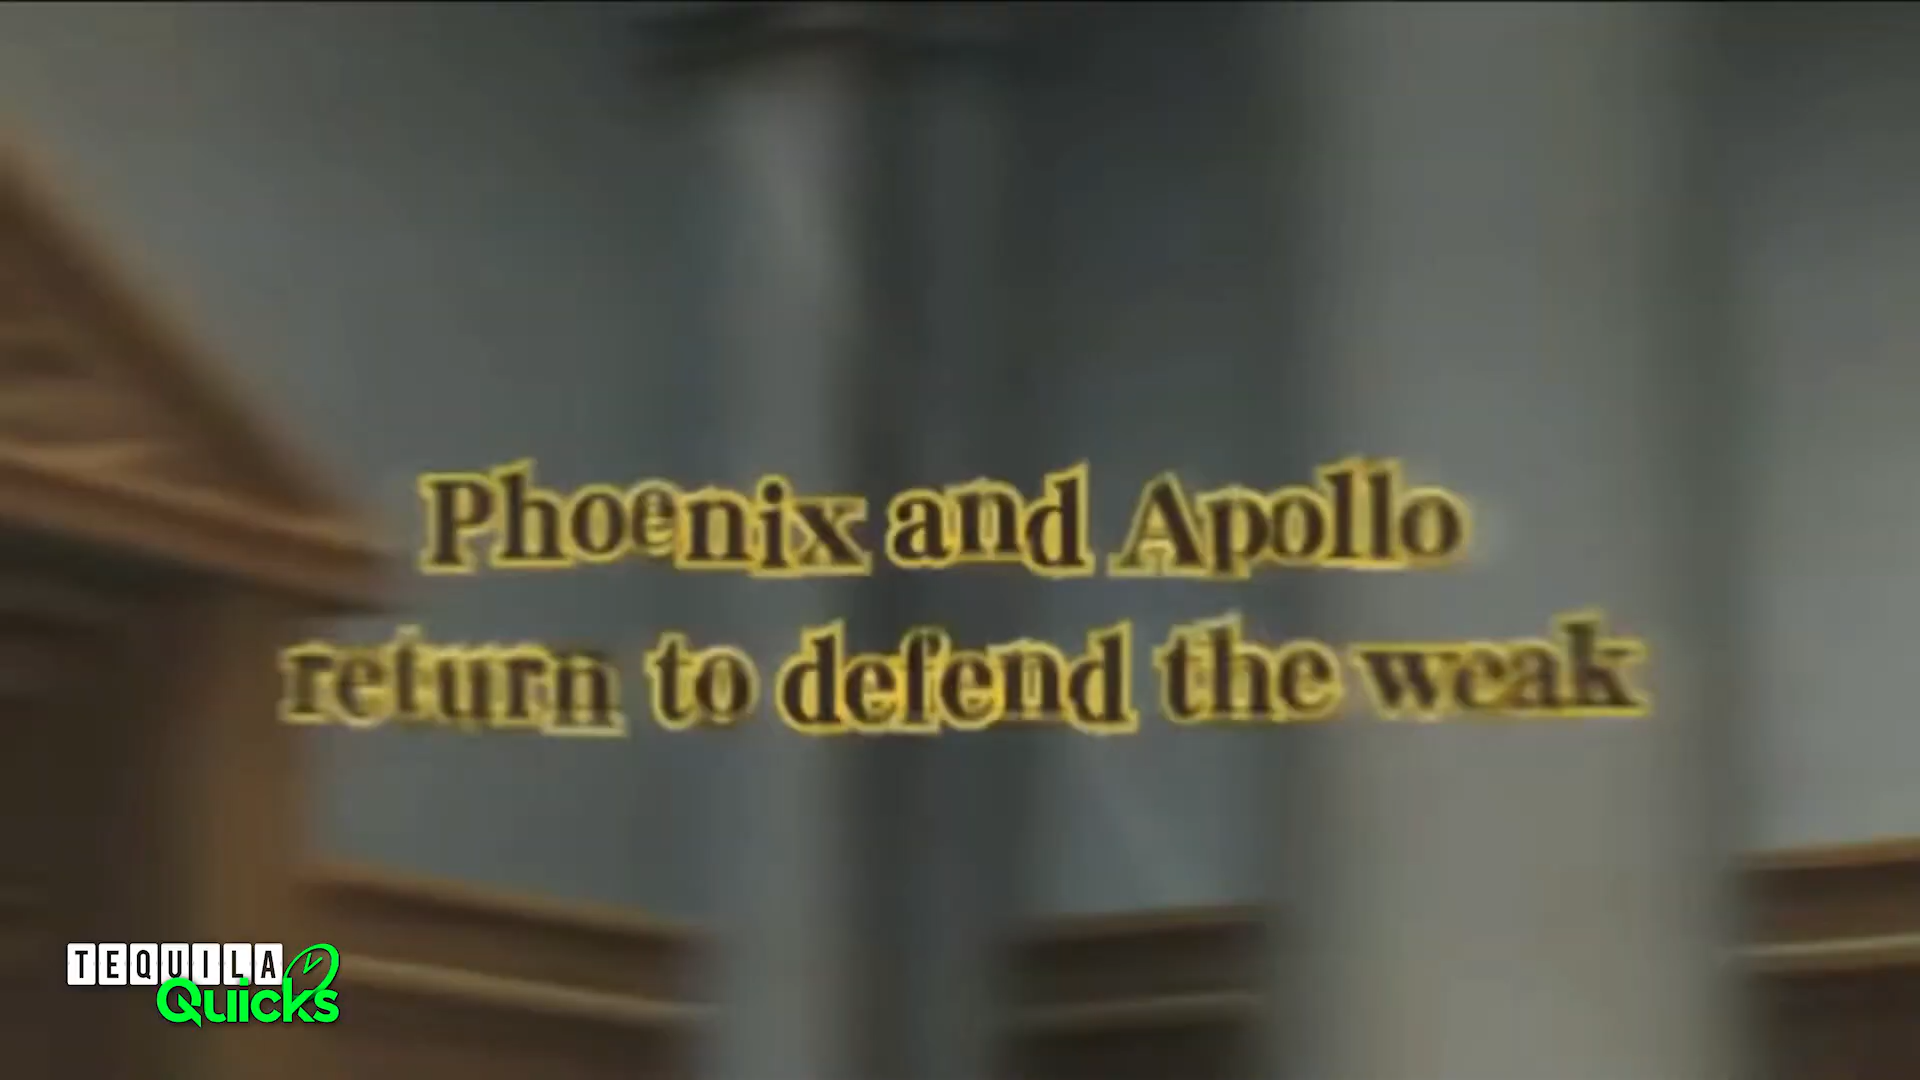 Phoenix and Apollo
return to defend the weak
TEQUILA
Quicks